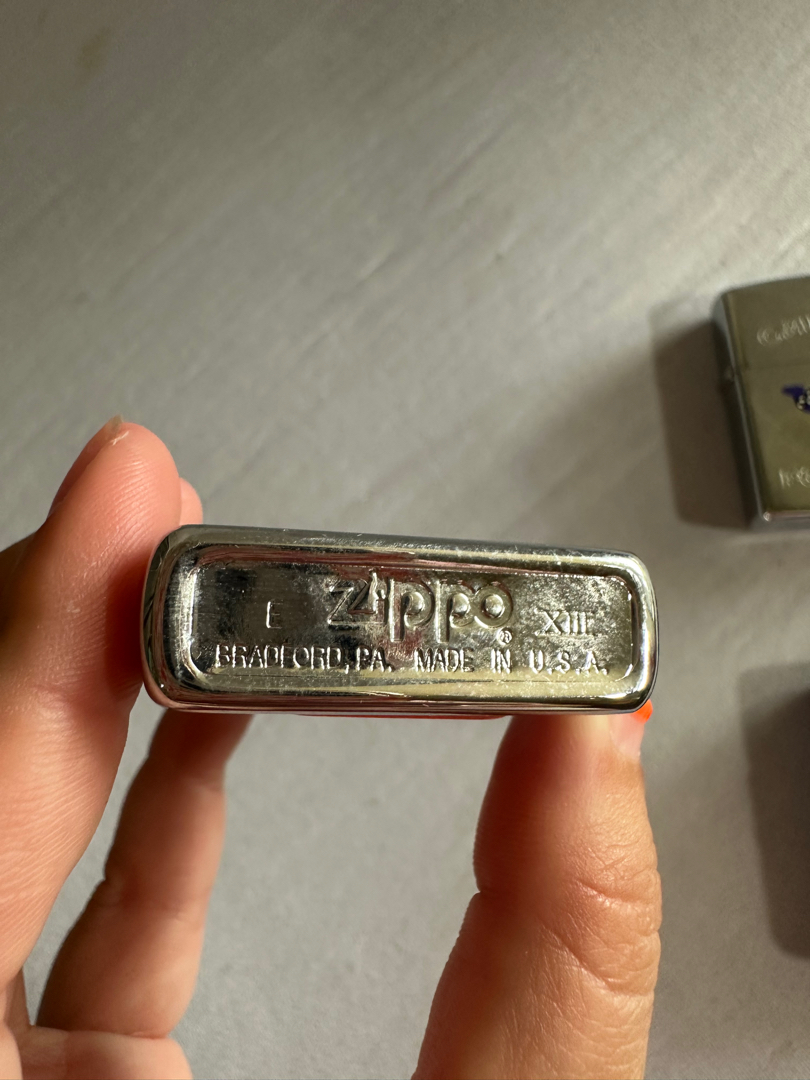 E Zippo® XIII
BRADFORD, PA. MADE IN U.S.A.